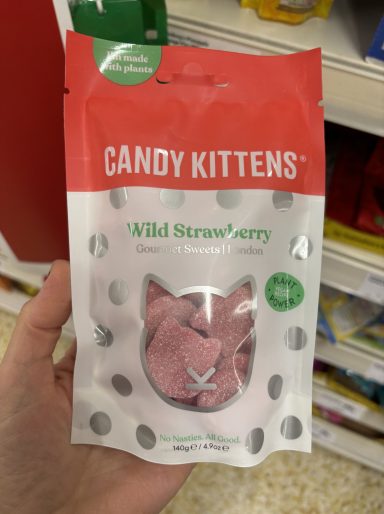 made
with plants
CANDY KITTENS®
Wild Strawberry
Gourmet Sweets | London
PLANT
POWER
K
No Nasties. All Good.
140g℮ / 4.9oz℮